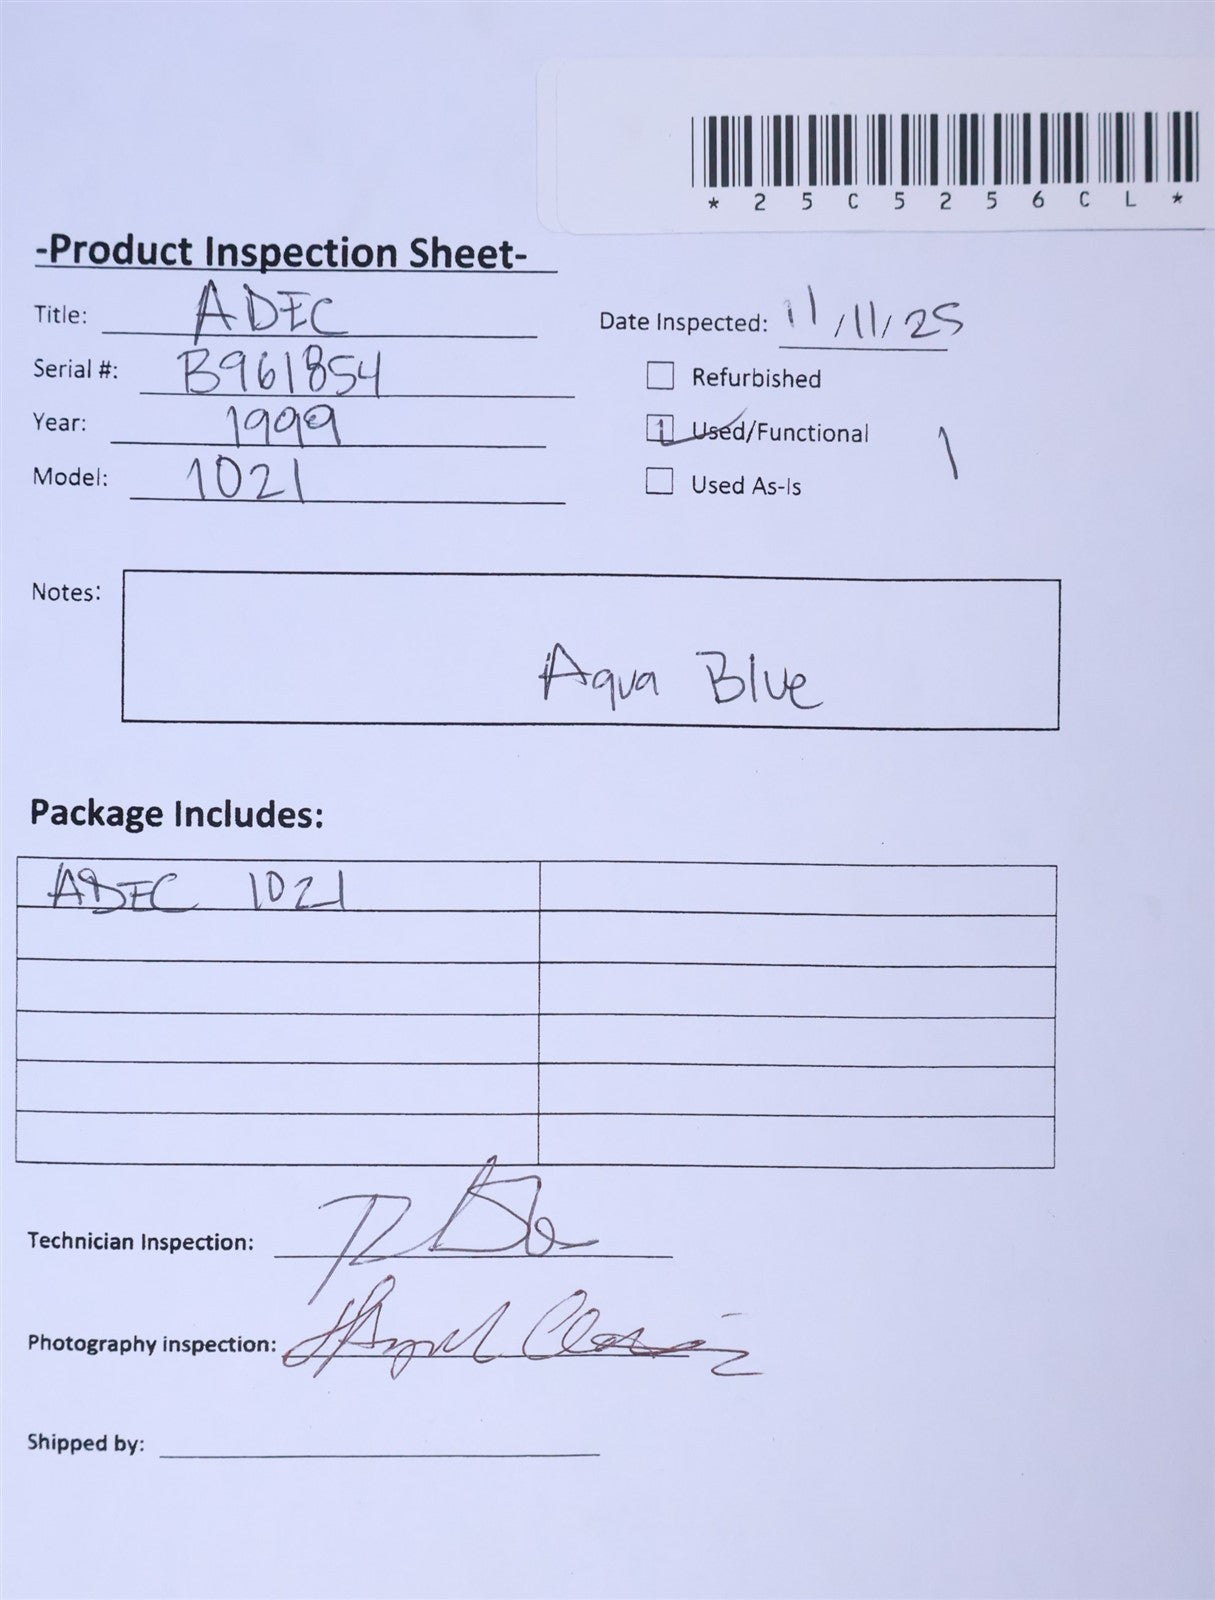 *25C5256CL*
-Product Inspection Sheet-
Title: ADEC
Date Inspected: 11/11/25
Serial #: B961854
Refurbished
Year: 1999
1 Used/Functional 1
Model: 1021
Used As-Is
Notes:
Aqua Blue
Package Includes:
ADEC 1021
Technician Inspection:
Photography inspection:
Shipped by: